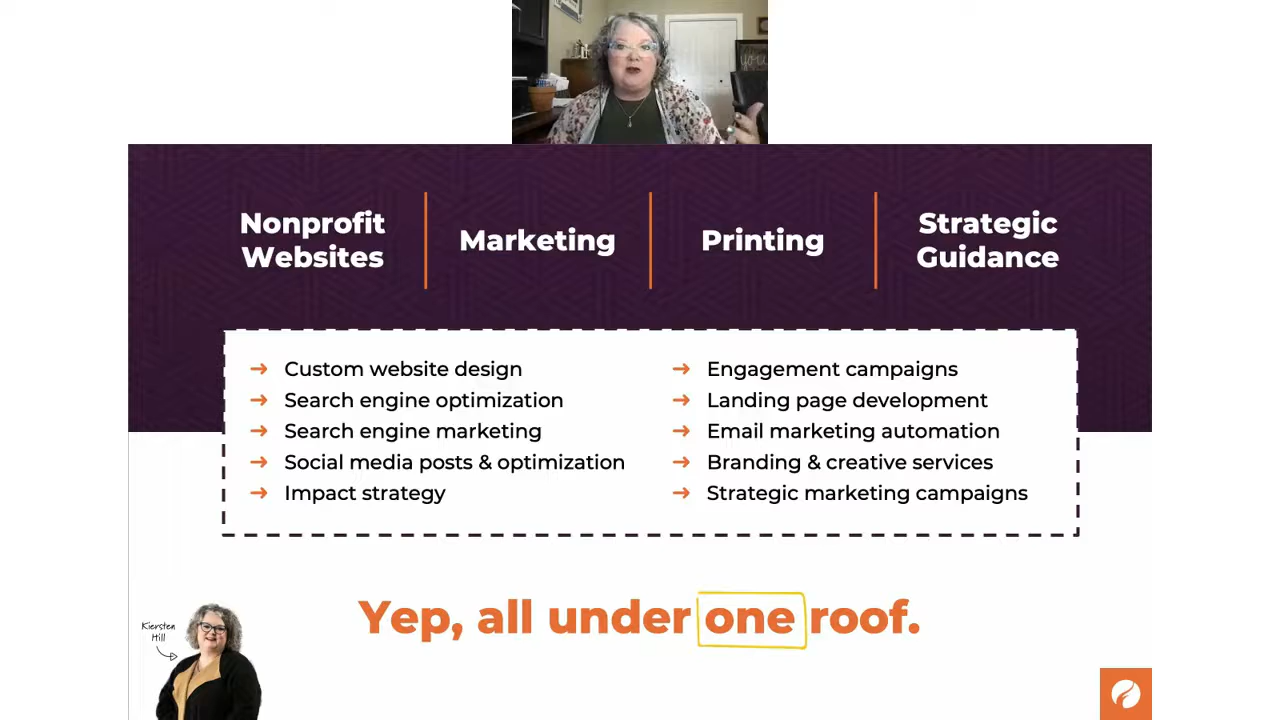 Nonprofit
Websites
Marketing
Printing
Strategic
Guidance
→ Custom website design
→ Search engine optimization
→ Search engine marketing
→ Social media posts & optimization
→ Impact strategy
→ Engagement campaigns
→ Landing page development
→ Email marketing automation
→ Branding & creative services
→ Strategic marketing campaigns
Yep, all under one roof.
Kiersten
Hill